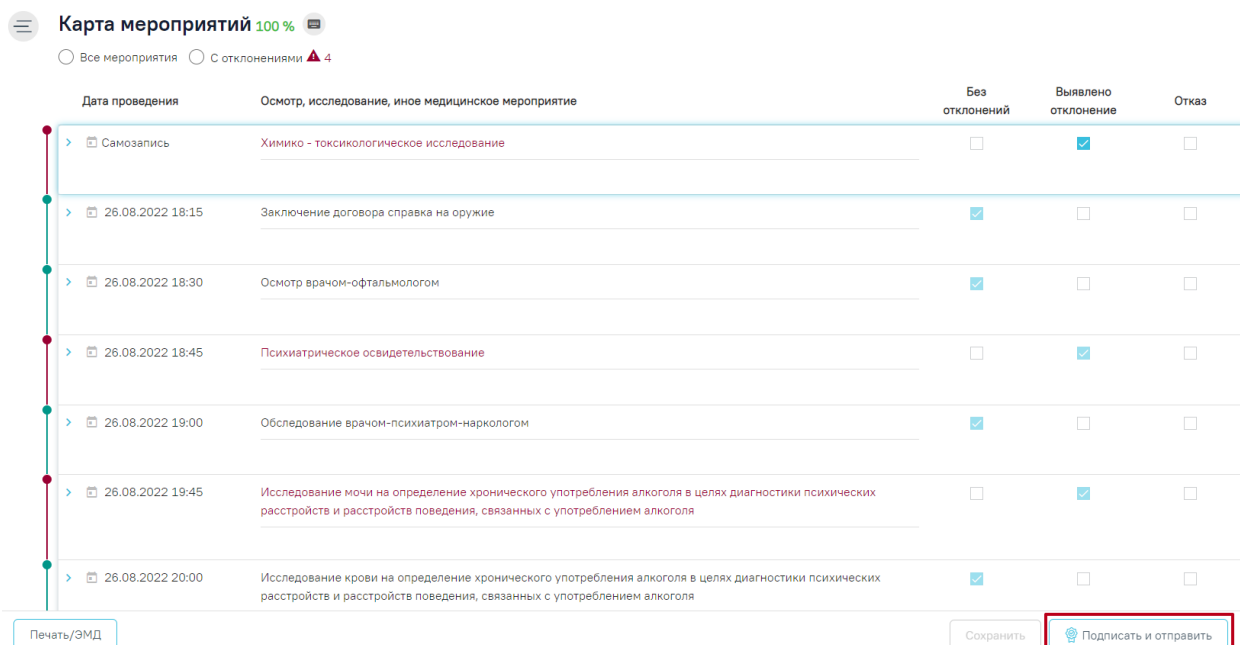 Карта мероприятий 100 %
Все мероприятия С отклонениями 4
Дата проведения Осмотр, исследование, иное медицинское мероприятие Без отклонений Выявлено отклонение Отказ
Самозапись Химико - токсикологическое исследование
26.08.2022 18:15 Заключение договора справка на оружие
26.08.2022 18:30 Осмотр врачом-офтальмологом
26.08.2022 18:45 Психиатрическое освидетельствование
26.08.2022 19:00 Обследование врачом-психиатром-наркологом
26.08.2022 19:45 Исследование мочи на определение хронического употребления алкоголя в целях диагностики психических
расстройств и расстройств поведения, связанных с употреблением алкоголя
26.08.2022 20:00 Исследование крови на определение хронического употребления алкоголя в целях диагностики психических
расстройств и расстройств поведения, связанных с употреблением алкоголя
Печать/ЭМД Сохранить Подписать и отправить